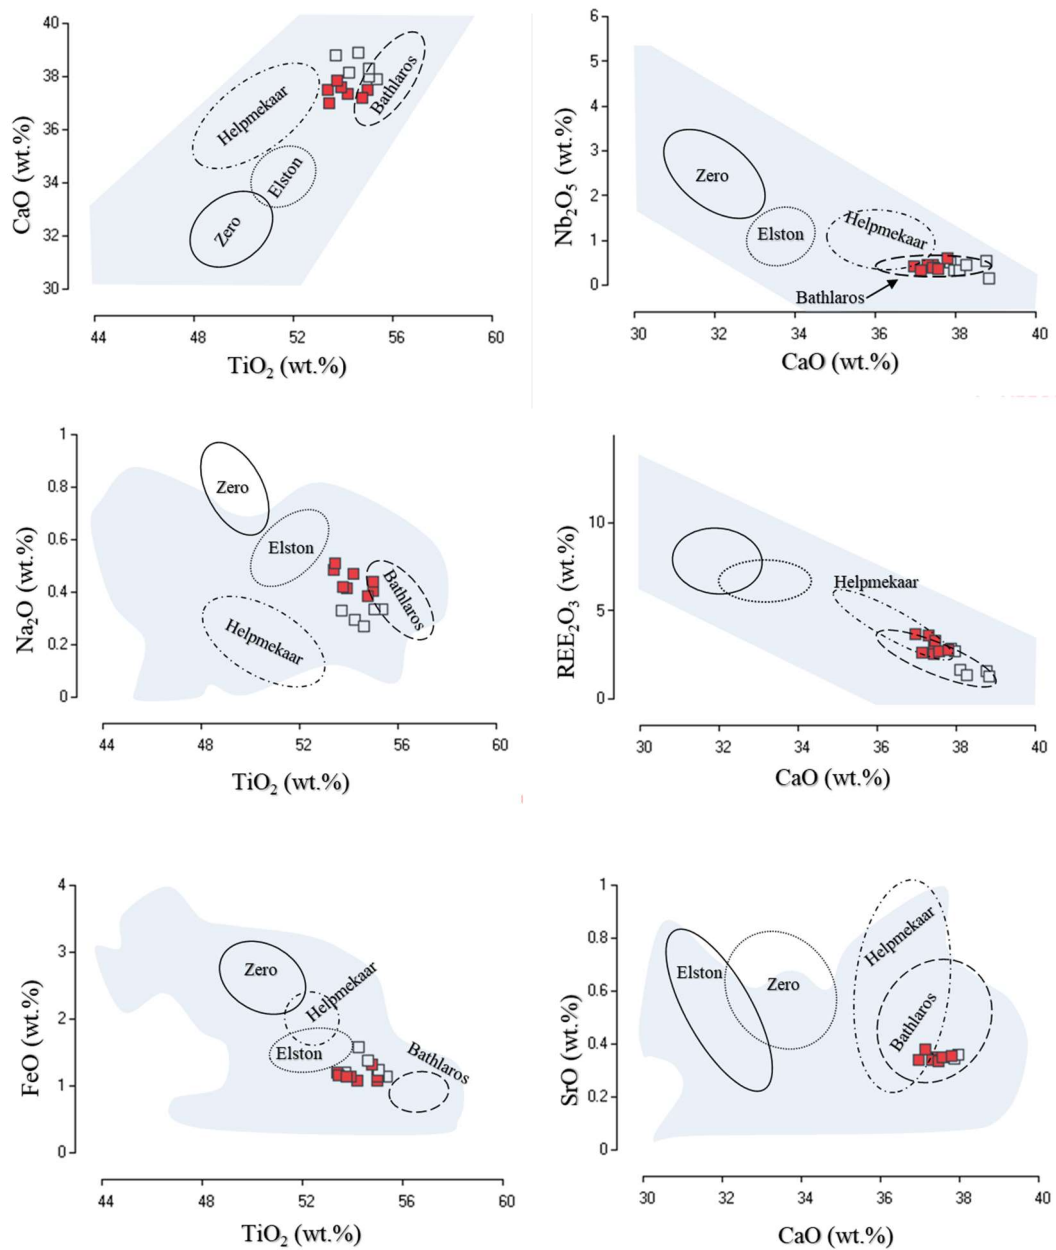 40
38
36
34
32
30
CaO (wt.%)
Helpmekaar
Bathlaros
Elston
Zero
44
48
52
56
60
TiO2 (wt.%)
6
5
4
3
2
1
0
Nb2O5 (wt.%)
Zero
Elston
Helpmekaar
Bathlaros
30
32
34
36
38
40
CaO (wt.%)
1
0.8
0.6
0.4
0.2
0
Na2O (wt.%)
Zero
Elston
Bathlaros
Helpmekaar
44
48
52
56
60
TiO2 (wt.%)
10
5
0
REE2O3 (wt.%)
Helpmekaar
30
32
34
36
38
40
CaO (wt.%)
4
3
2
1
0
FeO (wt.%)
Zero
Helpmekaar
Elston
Bathlaros
44
48
52
56
60
TiO2 (wt.%)
1
0.8
0.6
0.4
0.2
0
SrO (wt.%)
Elston
Zero
Helpmekaar
Bathlaros
30
32
34
36
38
40
CaO (wt.%)